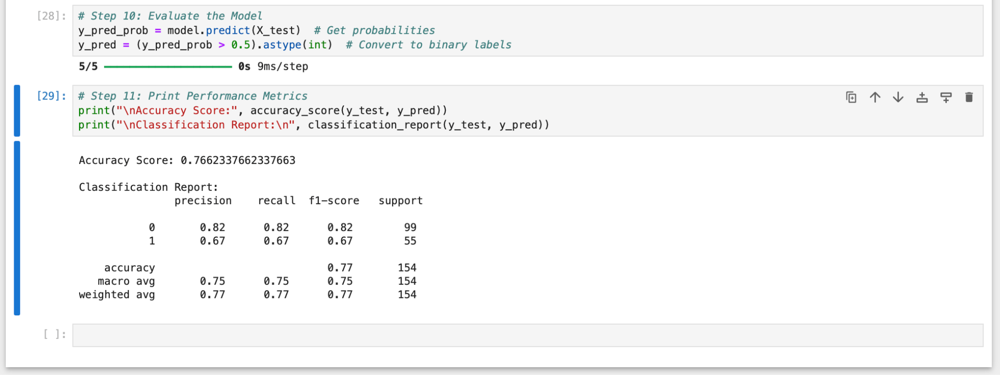 [28]: # Step 10: Evaluate the Model
y_pred_prob = model.predict(X_test)  # Get probabilities
y_pred = (y_pred_prob > 0.5).astype(int)  # Convert to binary labels
5/5 0s 9ms/step
[29]: # Step 11: Print Performance Metrics
print("\nAccuracy Score:", accuracy_score(y_test, y_pred))
print("\nClassification Report:\n", classification_report(y_test, y_pred))
Accuracy Score: 0.7662337662337663
Classification Report:
precision recall f1-score support
0 0.82 0.82 0.82 99
1 0.67 0.67 0.67 55
accuracy 0.77 154
macro avg 0.75 0.75 0.75 154
weighted avg 0.77 0.77 0.77 154
[ ]: